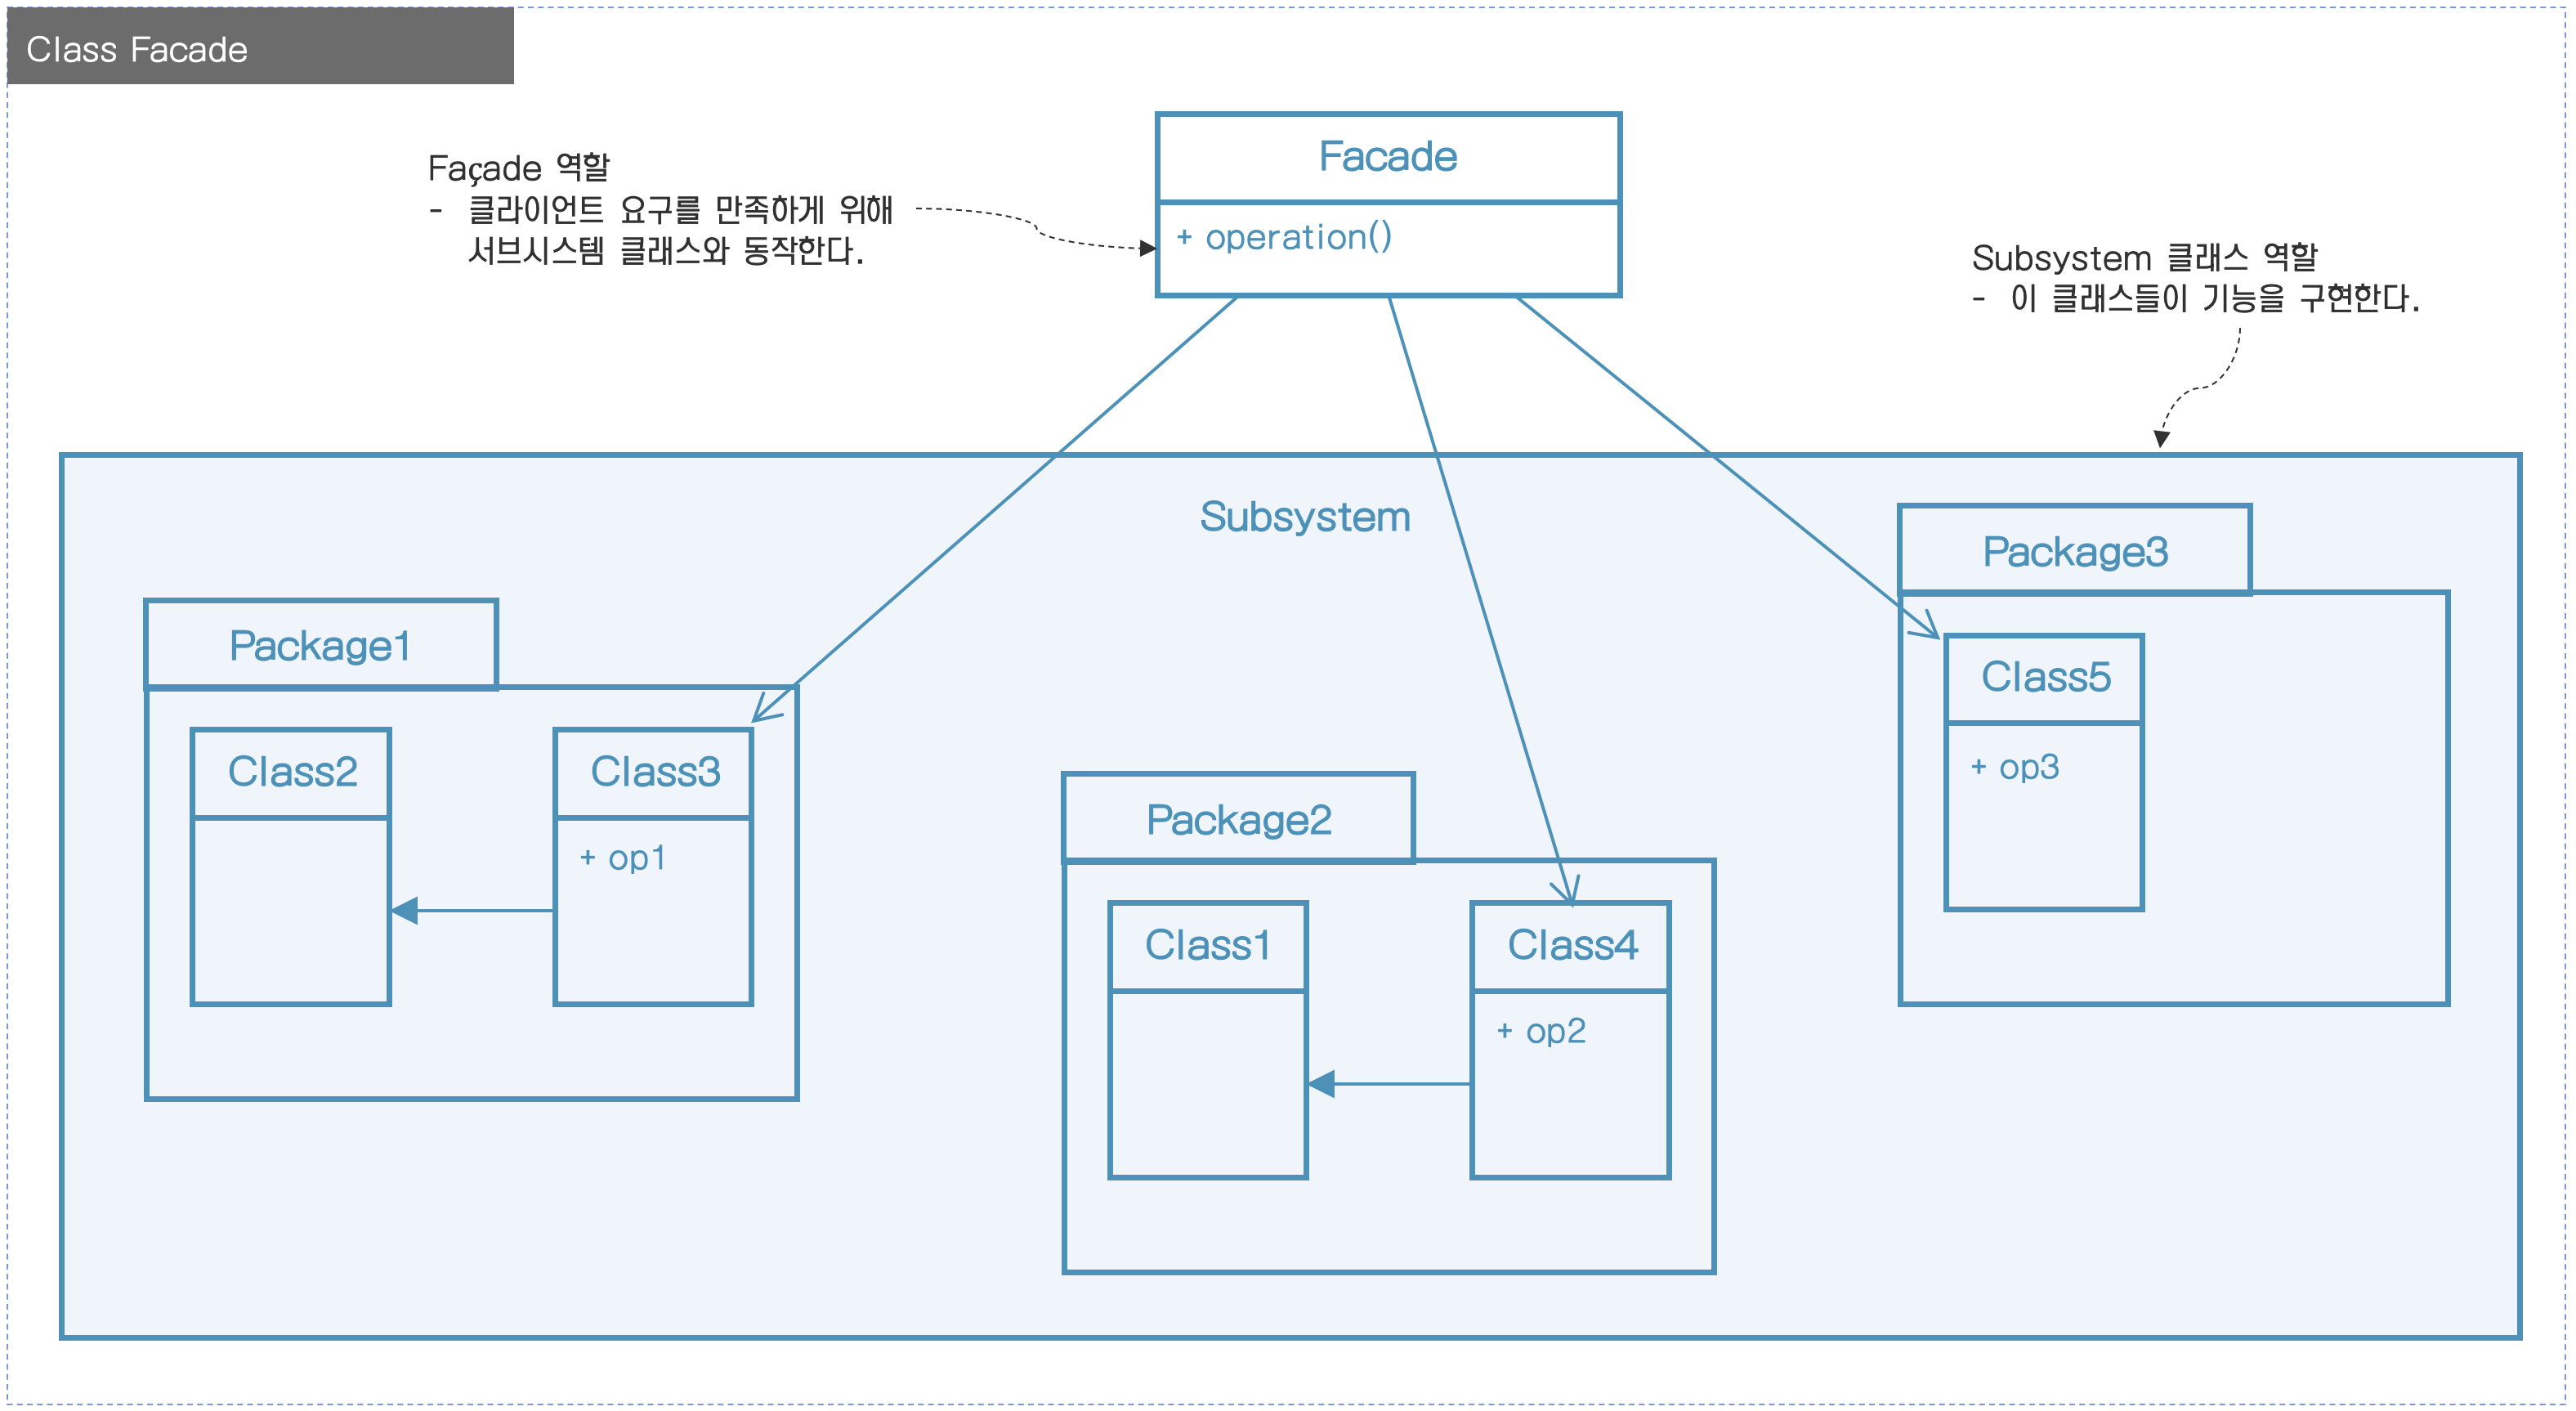 Class Facade
Facade
+ operation()
Façade 역할
- 클라이언트 요구를 만족하게 위해
서브시스템 클래스와 동작한다.
Subsystem 클래스 역할
- 이 클래스들이 기능을 구현한다.
Subsystem
Package1
Class2
Class3
+ op1
Package2
Class1
Class4
+ op2
Package3
Class5
+ op3